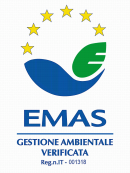 EMAS
GESTIONE AMBIENTALE
VERIFICATA
Reg.n.IT - 001318